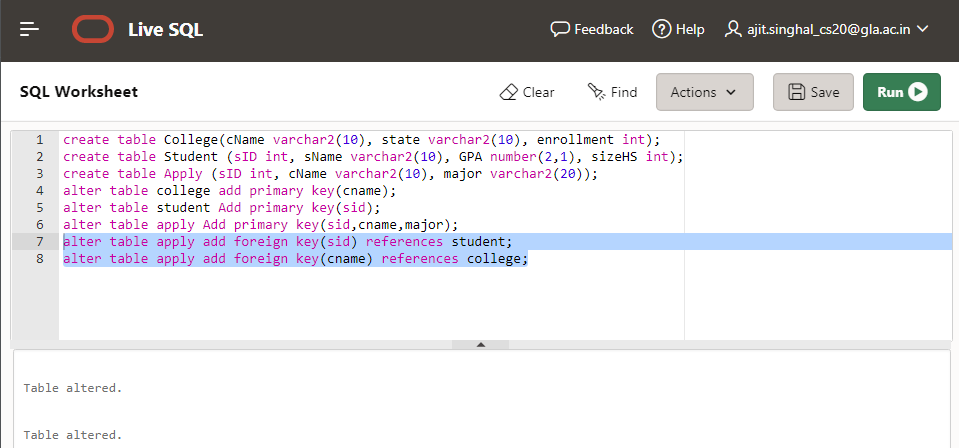 Live SQL Feedback Help ajit.singhal_cs20@gla.ac.in
SQL Worksheet Clear Find Actions Save Run
1 create table College(cName varchar2(10), state varchar2(10), enrollment int);
2 create table Student (sID int, sName varchar2(10), GPA number(2,1), sizeHS int);
3 create table Apply (sID int, cName varchar2(10), major varchar2(20));
4 alter table college add primary key(cname);
5 alter table student Add primary key(sid);
6 alter table apply Add primary key(sid,cname,major);
7 alter table apply add foreign key(sid) references student;
8 alter table apply add foreign key(cname) references college;
Table altered.
Table altered.